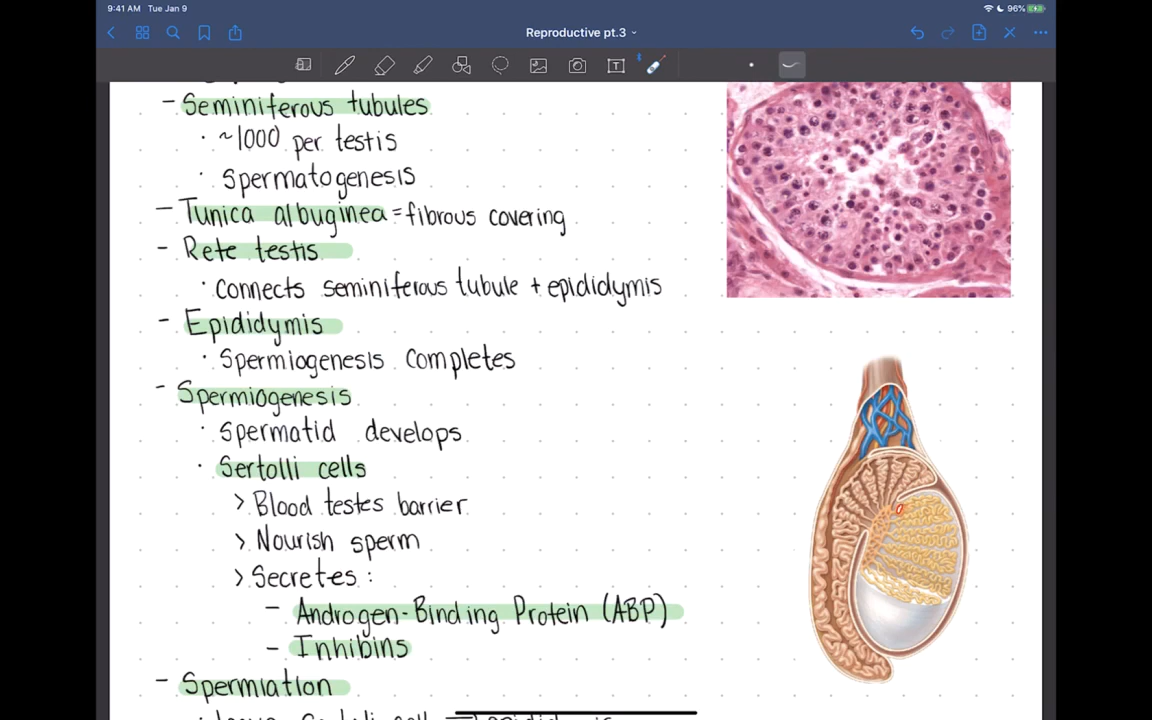 9:41 AM Tue Jan 9
96%
Reproductive pt.3
- Seminiferous tubules
· ~1000 per testis
· Spermatogenesis
- Tunica albuginea = fibrous covering
- Rete testis
· Connects seminiferous tubule + epididymis
- Epididymis
· Spermiogenesis completes
- Spermiogenesis
· Spermatid develops
· Sertolli cells
> Blood testes barrier
> Nourish sperm
> Secretes :
- Androgen-Binding Protein (ABP)
- Inhibins
- Spermiation